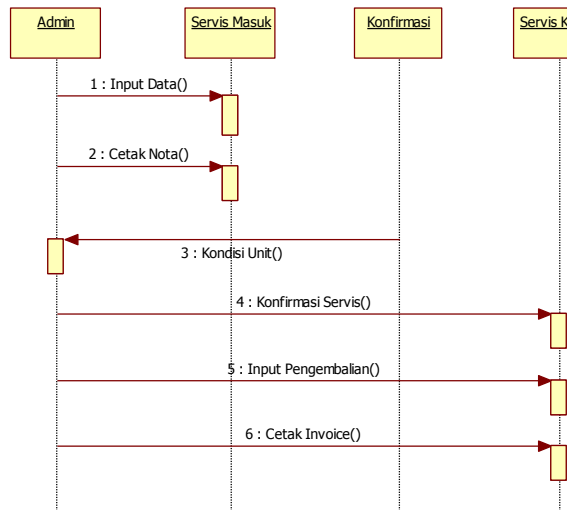 Admin
Servis Masuk
Konfirmasi
Servis
1 : Input Data()
2 : Cetak Nota()
3 : Kondisi Unit()
4 : Konfirmasi Servis()
5 : Input Pengembalian()
6 : Cetak Invoice()